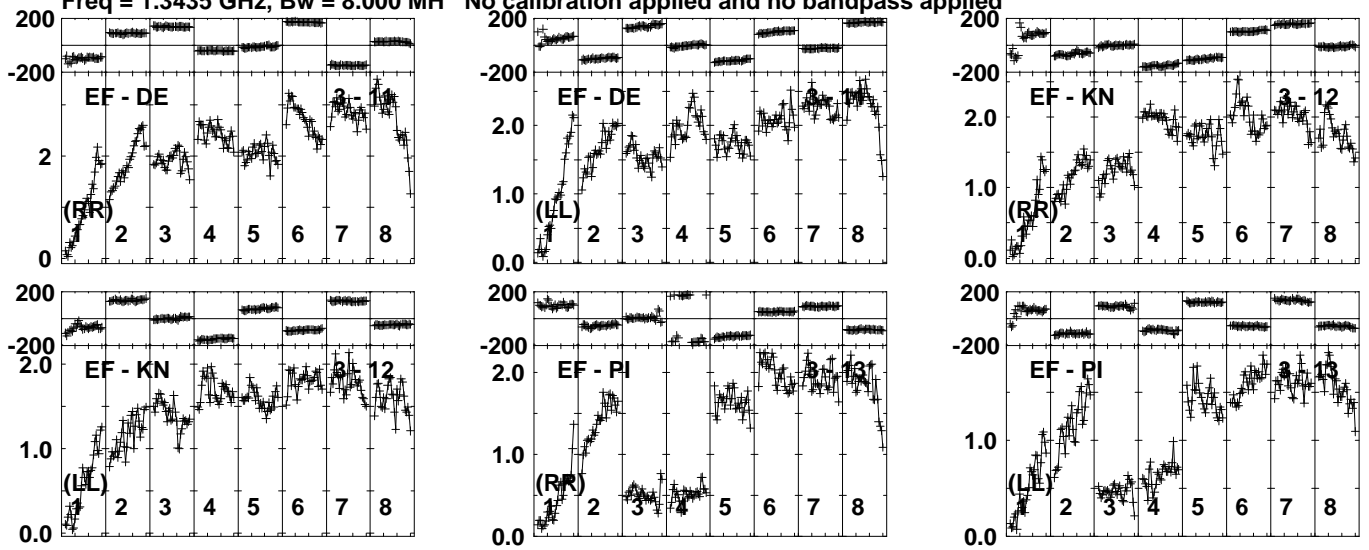 Freq = 1.3435 GHz, Bw = 8.000 MH   No calibration applied and no bandpass applied
200
-200
EF - DE 3 - 11
2
(RR)
1 2 3 4 5 6 7 8
0
200
-200
EF - DE 3 - 11
2.0
1.0
(LL)
1 2 3 4 5 6 7 8
0.0
200
-200
EF - KN 3 - 12
2.0
1.0
(RR)
1 2 3 4 5 6 7 8
0.0
200
-200
EF - KN 3 - 12
2.0
1.0
(LL)
1 2 3 4 5 6 7 8
0.0
200
-200
EF - PI 3 - 13
2.0
1.0
(RR)
1 2 3 4 5 6 7 8
0.0
200
-200
EF - PI 3 - 13
2.0
1.0
(LL)
1 2 3 4 5 6 7 8
0.0